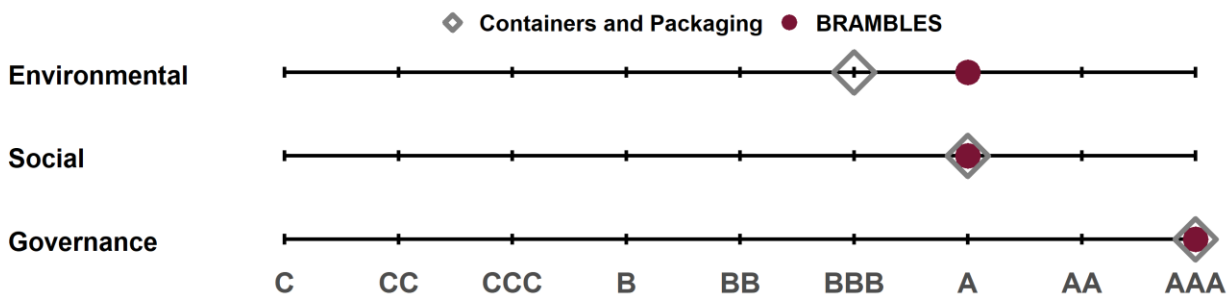 Containers and Packaging BRAMBLES
Environmental
Social
Governance
C CC CCC B BB BBB A AA AAA